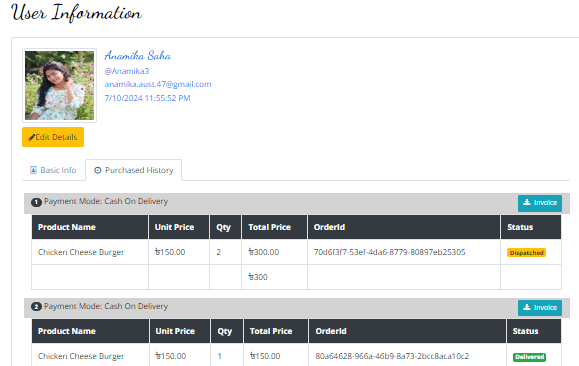 User Information
Anamika Saha
@Anamika3
anamika.aust.47@gmail.com
7/10/2024 11:55:52 PM
Edit Details
Basic Info Purchased History
1 Payment Mode: Cash On Delivery Invoice
Product Name Unit Price Qty Total Price OrderId Status
Chicken Cheese Burger ৳150.00 2 ৳300.00 70d6f3f7-53ef-4da6-8779-80897eb25305 Dispatched
৳300
2 Payment Mode: Cash On Delivery Invoice
Product Name Unit Price Qty Total Price OrderId Status
Chicken Cheese Burger ৳150.00 1 ৳150.00 80a64628-966a-46b9-8a73-2bcc8aca10c2 Delivered